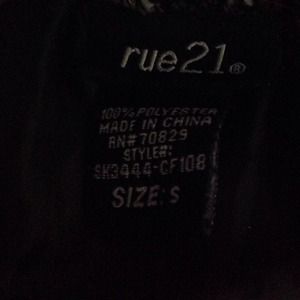 rue21®
100% POLYESTER
MADE IN CHINA
RN# 70829
STYLE#:
SK3444-CF108
SIZE: S